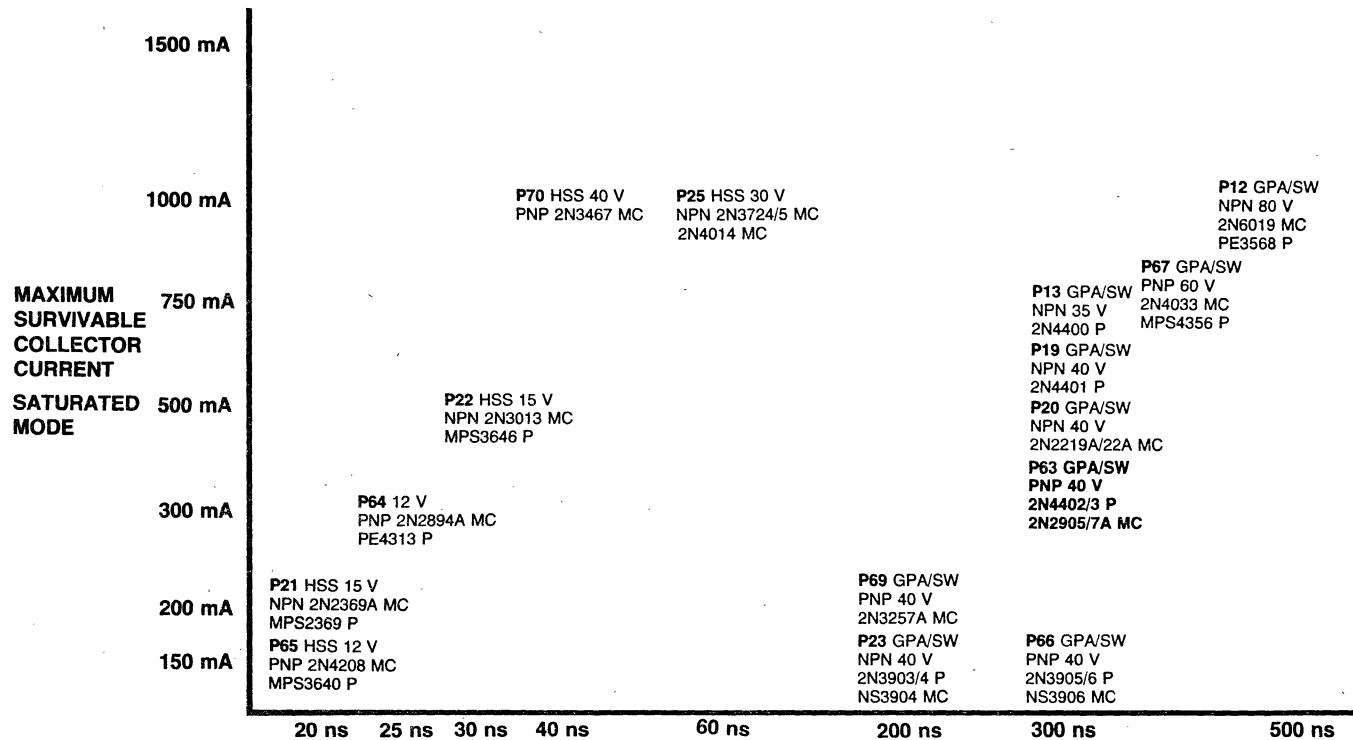 1500 mA
1000 mA
MAXIMUM
SURVIVABLE
COLLECTOR
CURRENT
SATURATED
MODE
750 mA
500 mA
300 mA
200 mA
150 mA
P70 HSS 40 V
PNP 2N3467 MC
P25 HSS 30 V
NPN 2N3724/5 MC
2N4014 MC
P12 GPA/SW
NPN 80 V
2N6019 MC
PE3568 P
P67 GPA/SW
PNP 60 V
2N4033 MC
MPS4356 P
P13 GPA/SW
NPN 35 V
2N4400 P
P19 GPA/SW
NPN 40 V
2N4401 P
P20 GPA/SW
NPN 40 V
2N2219A/22A MC
P63 GPA/SW
PNP 40 V
2N4402/3 P
2N2905/7A MC
P22 HSS 15 V
NPN 2N3013 MC
MPS3646 P
P64 12 V
PNP 2N2894A MC
PE4313 P
P21 HSS 15 V
NPN 2N2369A MC
MPS2369 P
P65 HSS 12 V
PNP 2N4208 MC
MPS3640 P
P69 GPA/SW
PNP 40 V
2N3257A MC
P23 GPA/SW
NPN 40 V
2N3903/4 P
NS3904 MC
P66 GPA/SW
PNP 40 V
2N3905/6 P
NS3906 MC
20 ns
25 ns
30 ns
40 ns
60 ns
200 ns
300 ns
500 ns